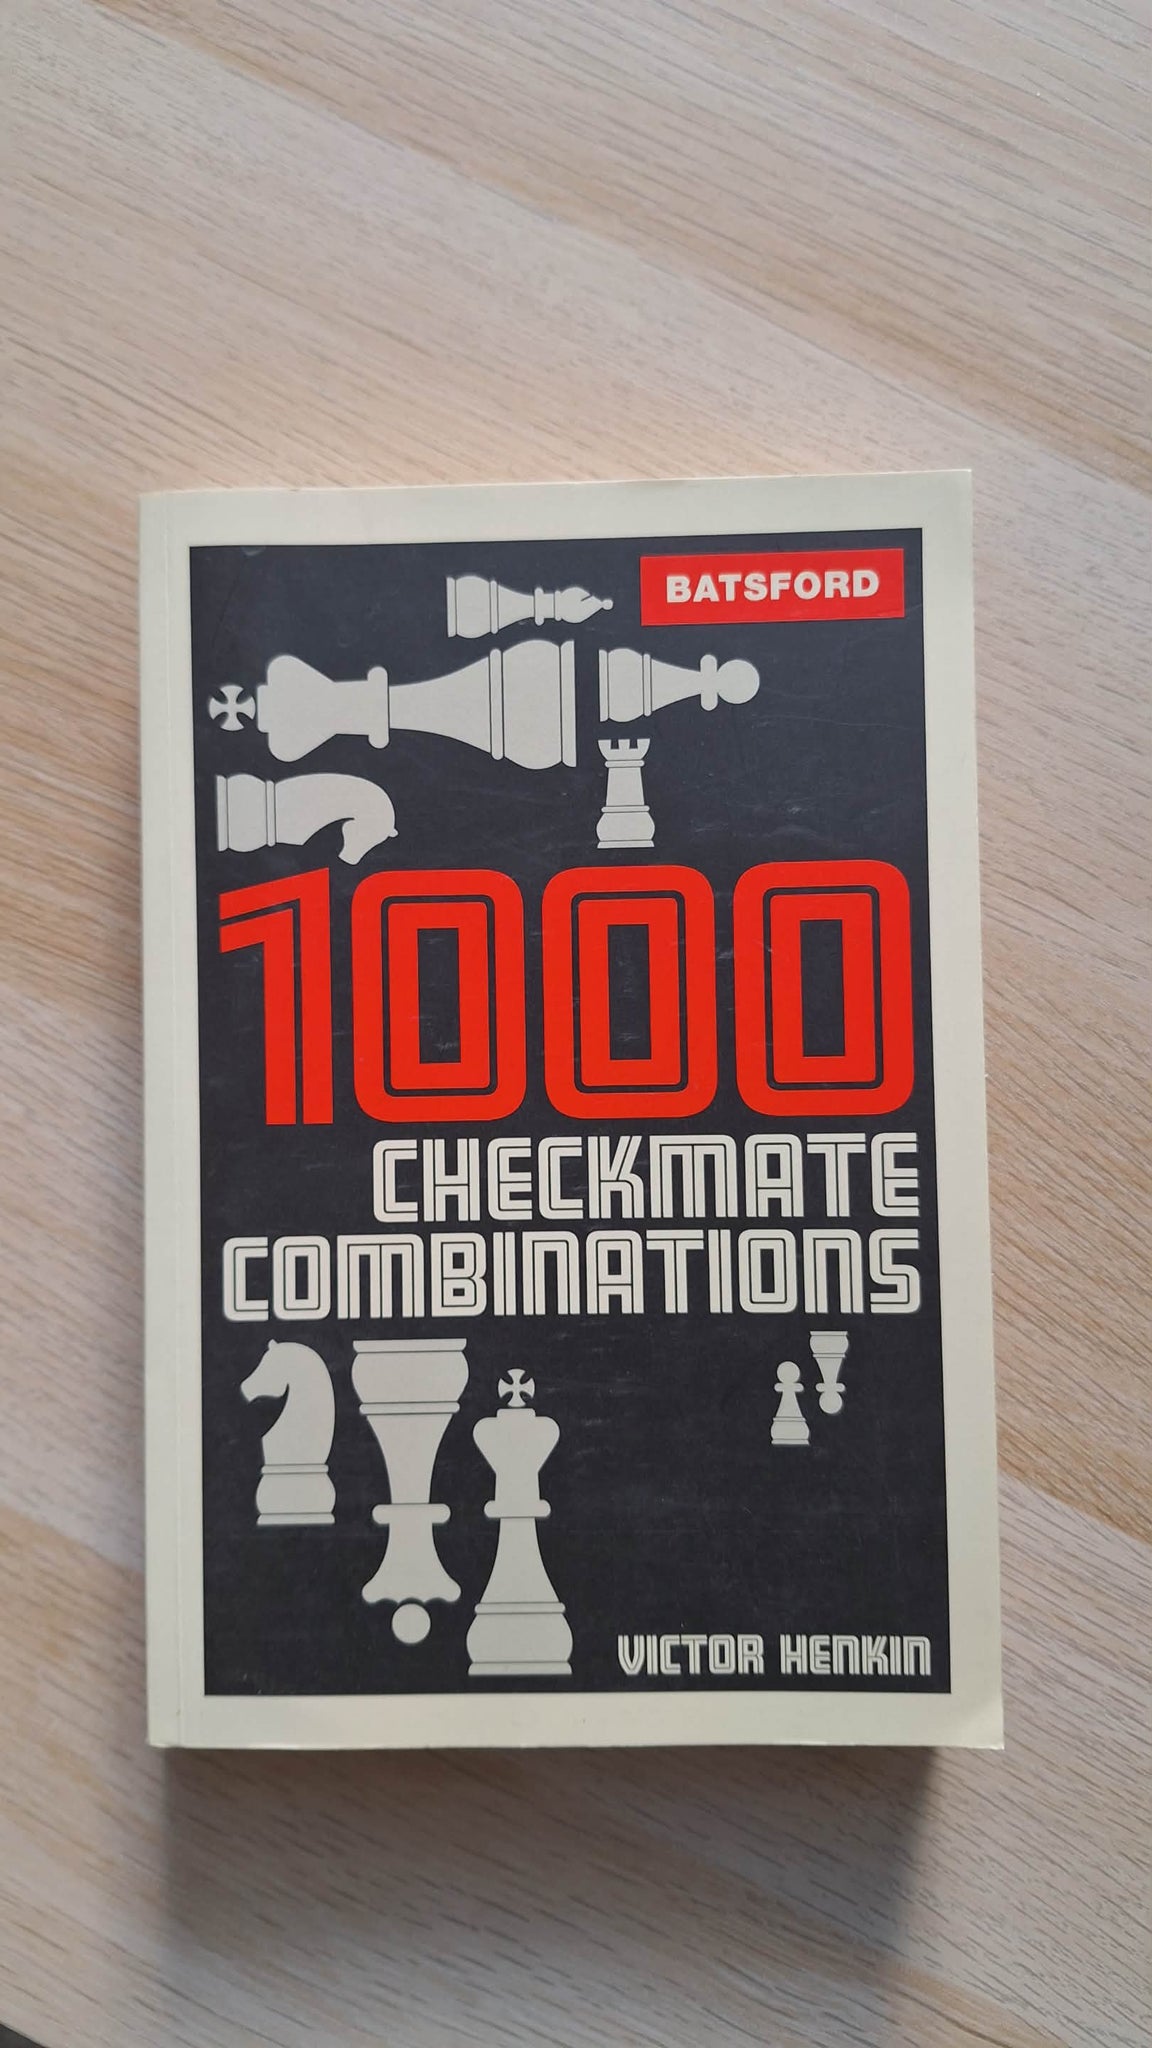 BATSFORD
1000
CHECKMATE
COMBINATIONS
VICTOR HENKIN